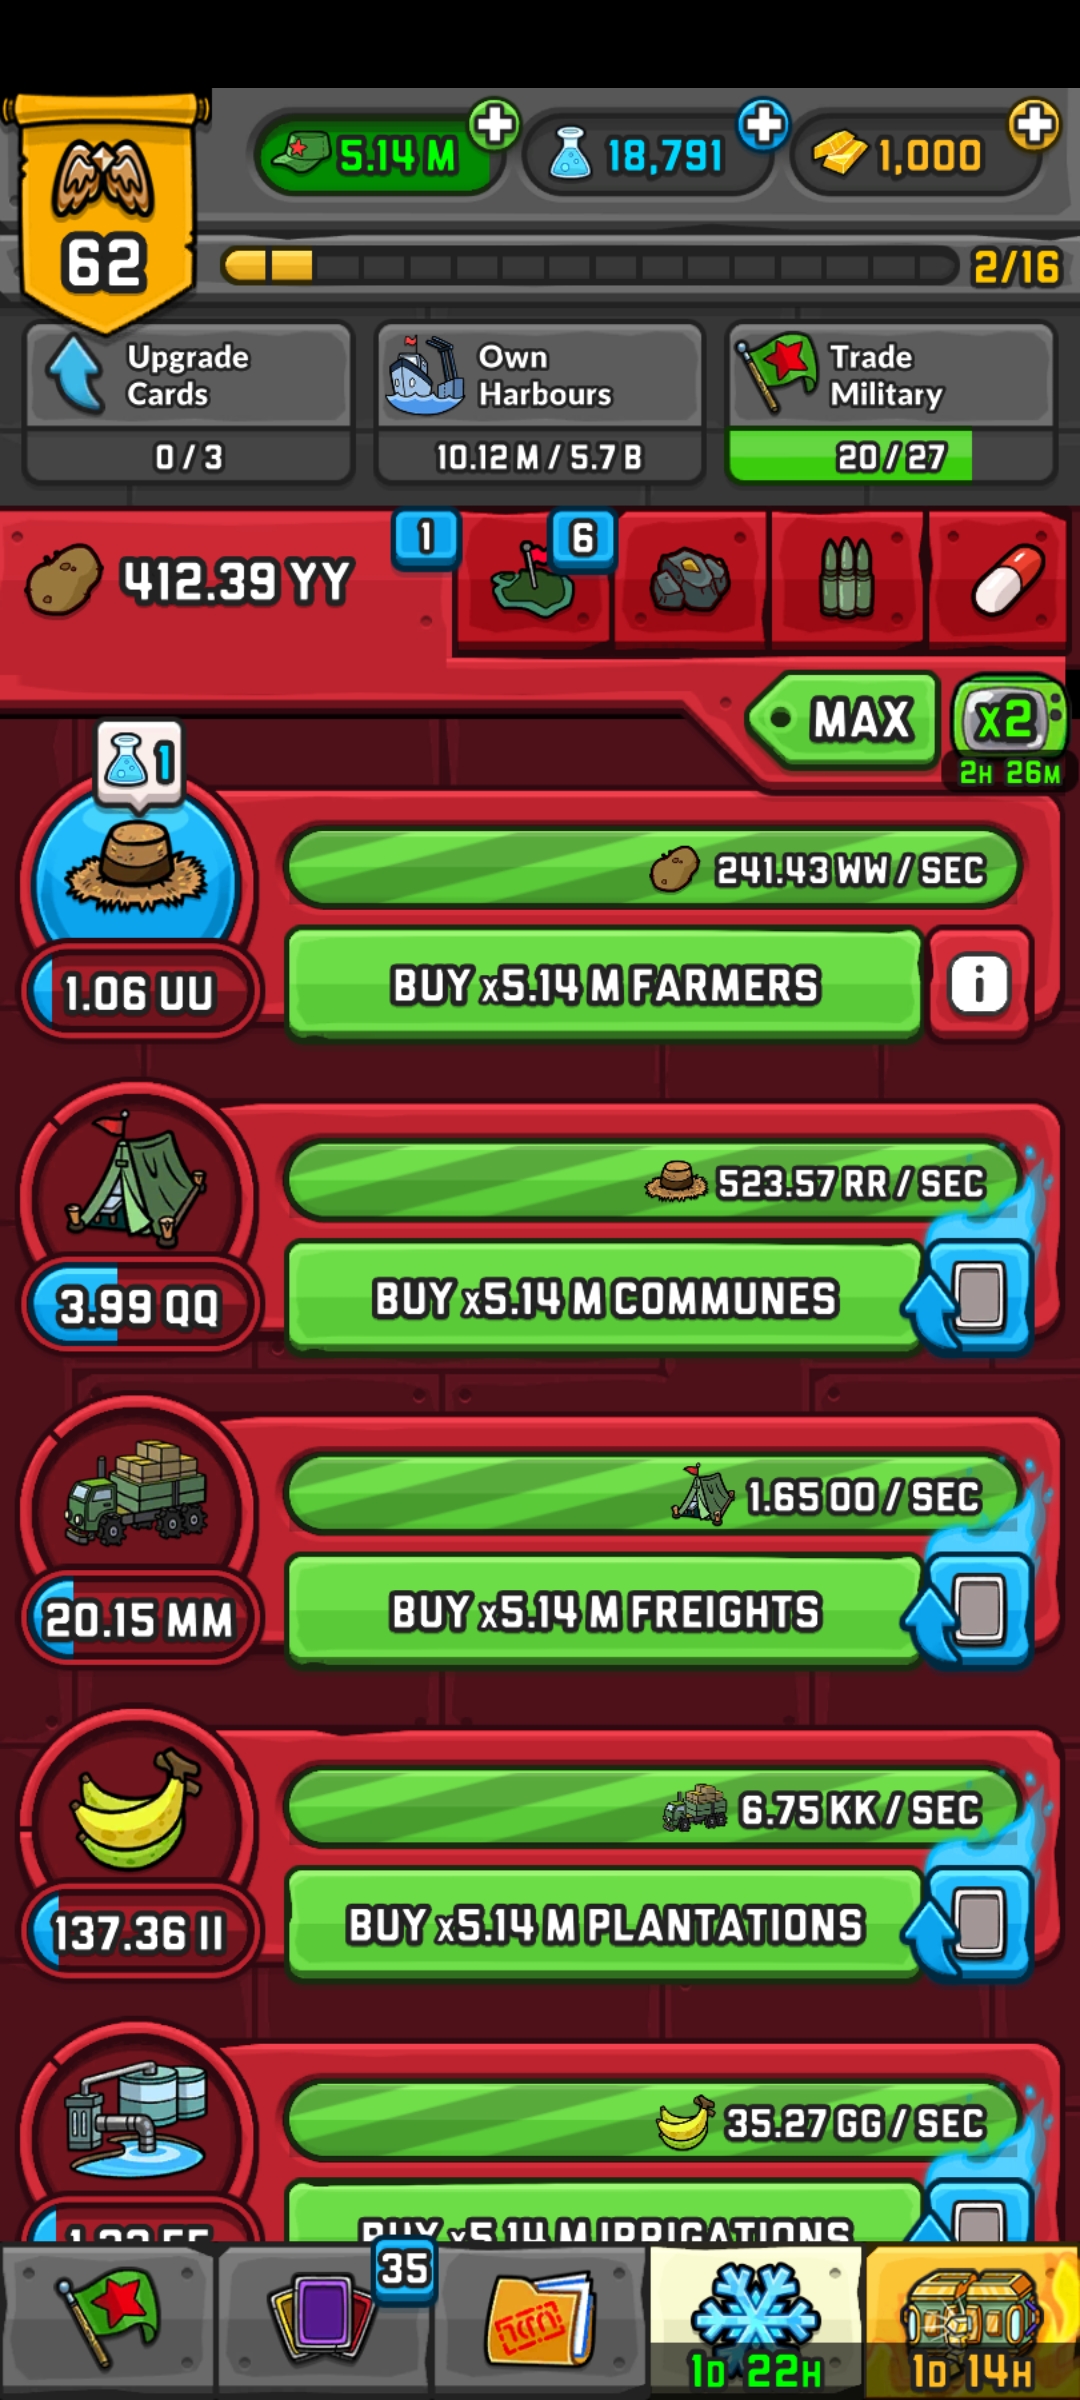 62
5.14 M
18,791
1,000
2/16
Upgrade
Cards
0 / 3
Own
Harbours
10.12 M / 5.7 B
Trade
Military
20 / 27
412.39 YY
1
6
MAX
x2
2H 26M
1
241.43 WW / SEC
1.06 UU
BUY x5.14 M FARMERS
i
523.57 RR / SEC
3.99 QQ
BUY x5.14 M COMMUNES
1.65 OO / SEC
20.15 MM
BUY x5.14 M FREIGHTS
6.75 KK / SEC
137.36 II
BUY x5.14 M PLANTATIONS
35.27 GG / SEC
BUY x5.14 M IRRIGATIONS
35
1D 22H
1D 14H